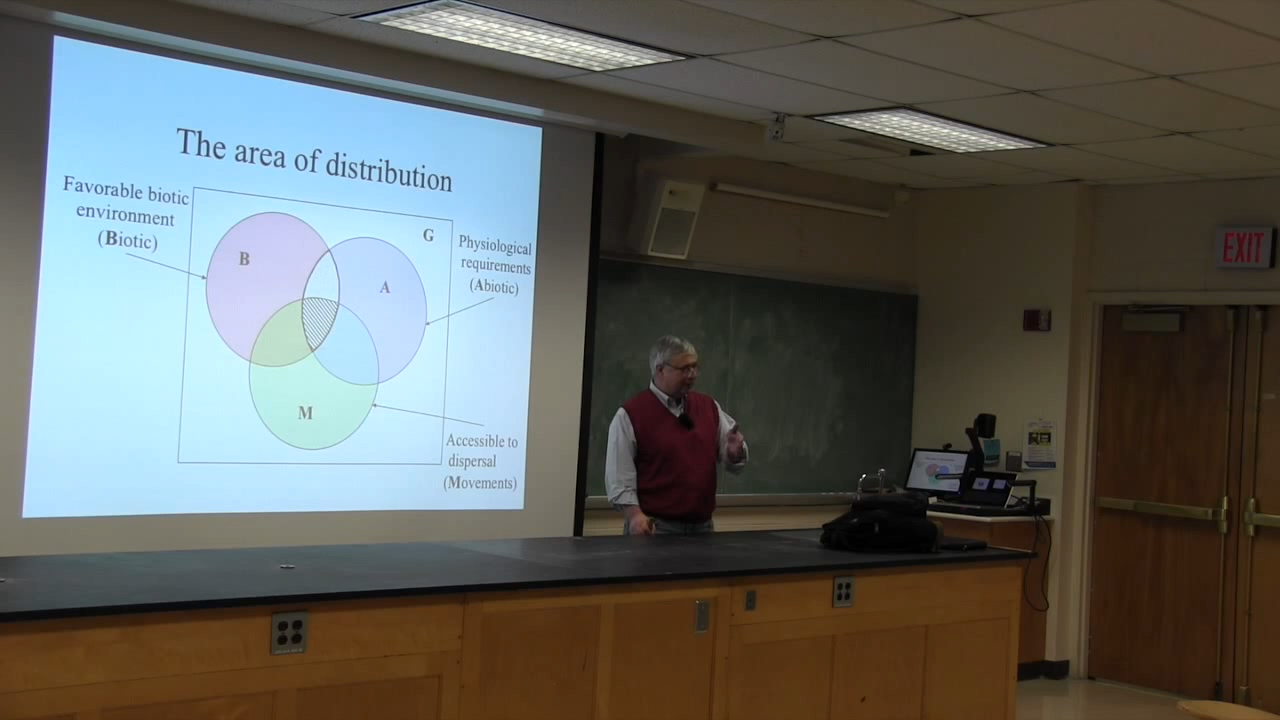 The area of distribution
Favorable biotic
environment
(Biotic)
G
B
A
M
Physiological
requirements
(Abiotic)
Accessible to
dispersal
(Movements)
EXIT